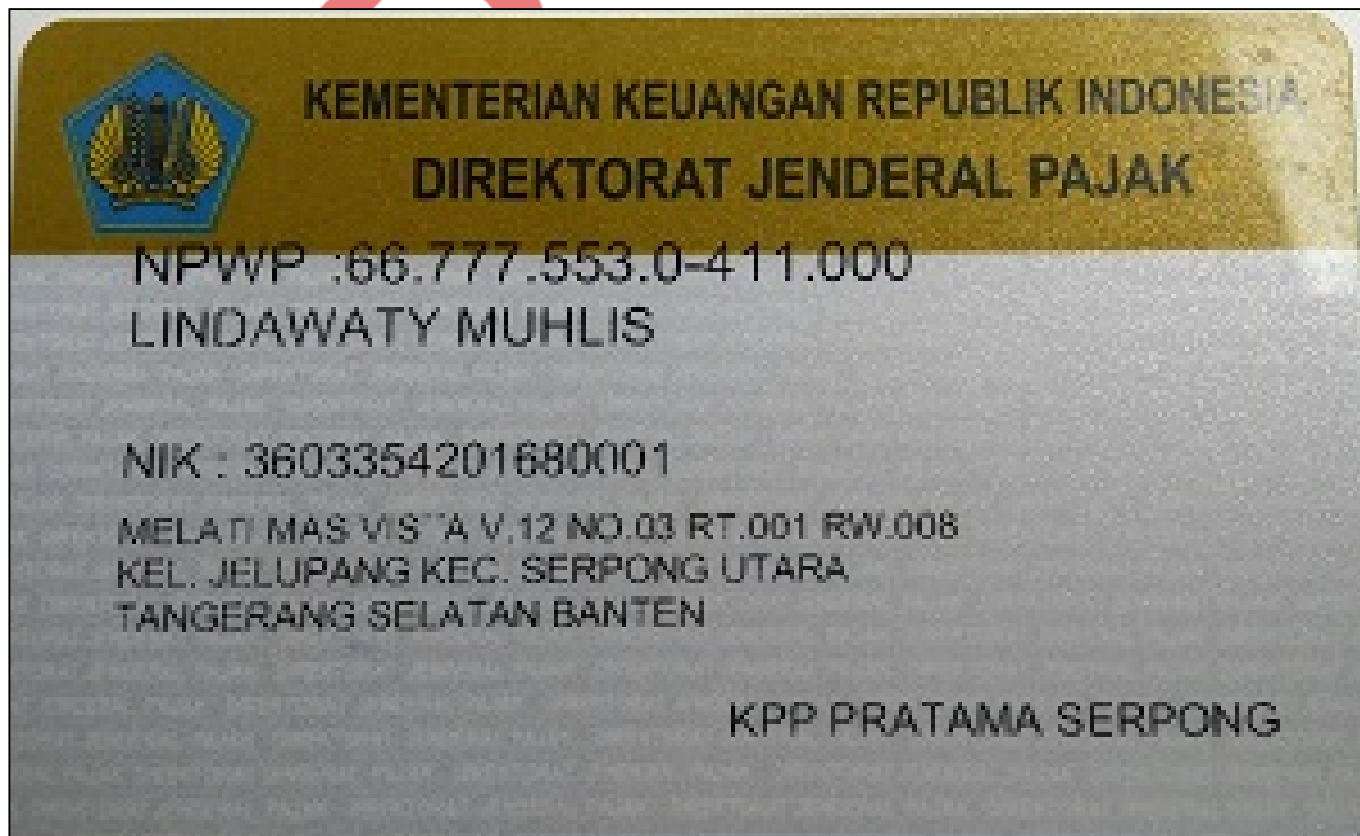 KEMENTERIAN KEUANGAN REPUBLIK INDONESIA
DIREKTORAT JENDERAL PAJAK
NPWP :66.777.553.0-411.000
LINDAWATY MUHLIS
NIK : 3603354201680001
MELATI MAS VISTA V.12 NO.03 RT.001 RW.008
KEL. JELUPANG KEC. SERPONG UTARA
TANGERANG SELATAN BANTEN
KPP PRATAMA SERPONG